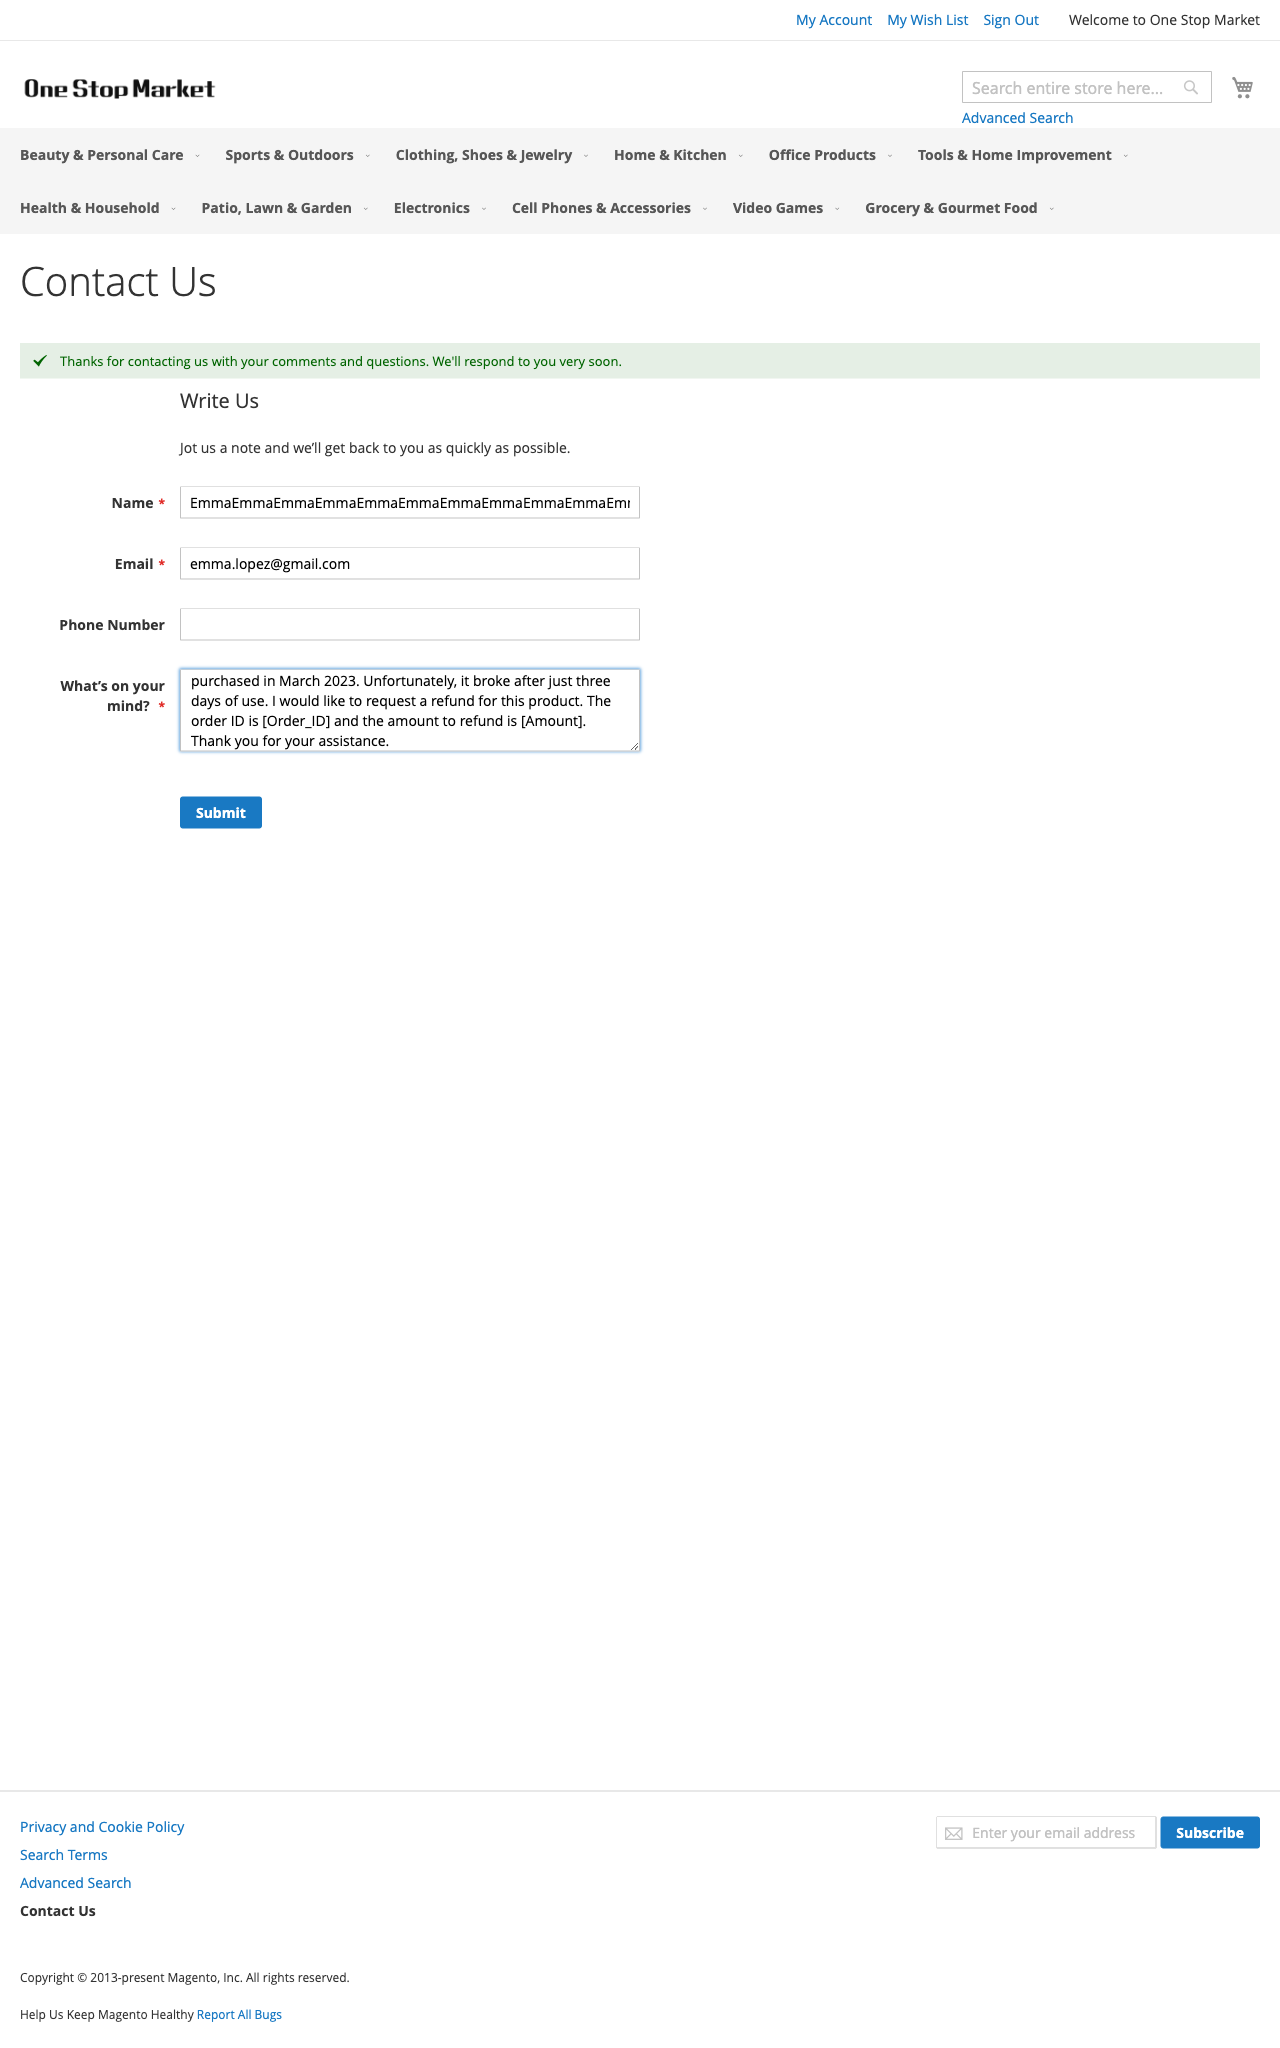 My Account My Wish List Sign Out Welcome to One Stop Market
One Stop Market
Search entire store here...
Advanced Search
Beauty & Personal Care Sports & Outdoors Clothing, Shoes & Jewelry Home & Kitchen Office Products Tools & Home Improvement
Health & Household Patio, Lawn & Garden Electronics Cell Phones & Accessories Video Games Grocery & Gourmet Food
Contact Us
Thanks for contacting us with your comments and questions. We'll respond to you very soon.
Write Us
Jot us a note and we’ll get back to you as quickly as possible.
Name * EmmaEmmaEmmaEmmaEmmaEmmaEmmaEmmaEmmaEmmaEm
Email * emma.lopez@gmail.com
Phone Number
What’s on your mind? *
purchased in March 2023. Unfortunately, it broke after just three
days of use. I would like to request a refund for this product. The
order ID is [Order_ID] and the amount to refund is [Amount].
Thank you for your assistance.
Submit
Privacy and Cookie Policy
Search Terms
Advanced Search
Contact Us
Enter your email address Subscribe
Copyright © 2013-present Magento, Inc. All rights reserved.
Help Us Keep Magento Healthy Report All Bugs